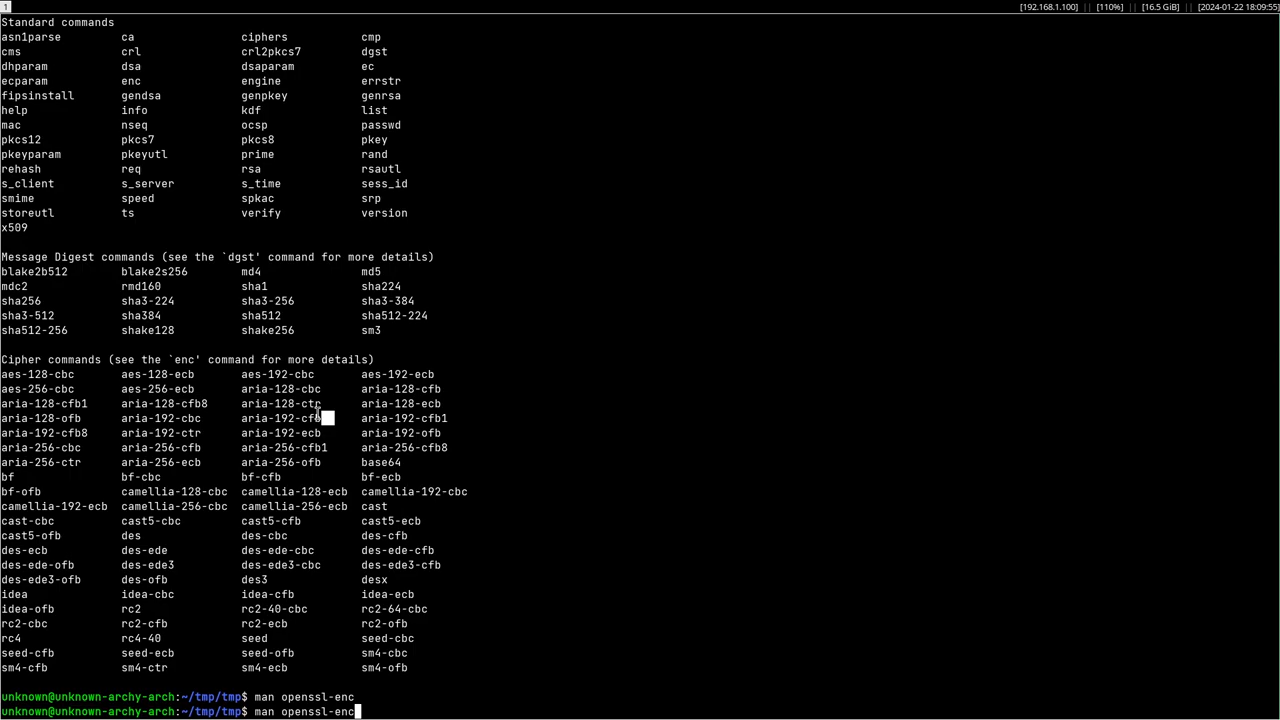 1 [192.168.1.100] || [110%] || [16.5 GiB] || [2024-01-22 18:09:55]
Standard commands
asn1parse ca ciphers cmp
cms crl crl2pkcs7 dgst
dhparam dsa dsaparam ec
ecparam enc engine errstr
fipsinstall gendsa genpkey genrsa
help info kdf list
mac nseq ocsp passwd
pkcs12 pkcs7 pkcs8 pkey
pkeyparam pkeyutl prime rand
rehash req rsa rsautl
s_client s_server s_time sess_id
smime speed spkac srp
storeutl ts verify version
x509
Message Digest commands (see the `dgst' command for more details)
blake2b512 blake2s256 md4 md5
mdc2 rmd160 sha1 sha224
sha256 sha3-224 sha3-256 sha3-384
sha3-512 sha384 sha512 sha512-224
sha512-256 shake128 shake256 sm3
Cipher commands (see the `enc' command for more details)
aes-128-cbc aes-128-ecb aes-192-cbc aes-192-ecb
aes-256-cbc aes-256-ecb aria-128-cbc aria-128-cfb
aria-128-cfb1 aria-128-cfb8 aria-128-ctr aria-128-ecb
aria-128-ofb aria-192-cbc aria-192-cfb aria-192-cfb1
aria-192-cfb8 aria-192-ctr aria-192-ecb aria-192-ofb
aria-256-cbc aria-256-cfb aria-256-cfb1 aria-256-cfb8
aria-256-ctr aria-256-ecb aria-256-ofb base64
bf bf-cbc bf-cfb bf-ecb
bf-ofb camellia-128-cbc camellia-128-ecb camellia-192-cbc
camellia-192-ecb camellia-256-cbc camellia-256-ecb cast
cast-cbc cast5-cbc cast5-cfb cast5-ecb
cast5-ofb des des-cbc des-cfb
des-ecb des-ede des-ede-cbc des-ede-cfb
des-ede-ofb des-ede3 des-ede3-cbc des-ede3-cfb
des-ede3-ofb des-ofb des3 desx
idea idea-cbc idea-cfb idea-ecb
idea-ofb rc2 rc2-40-cbc rc2-64-cbc
rc2-cbc rc2-cfb rc2-ecb rc2-ofb
rc4 rc4-40 seed seed-cbc
seed-cfb seed-ecb seed-ofb sm4-cbc
sm4-cfb sm4-ctr sm4-ecb sm4-ofb
unknown@unknown-archy-arch:~/tmp/tmp$ man openssl-enc
unknown@unknown-archy-arch:~/tmp/tmp$ man openssl-enc